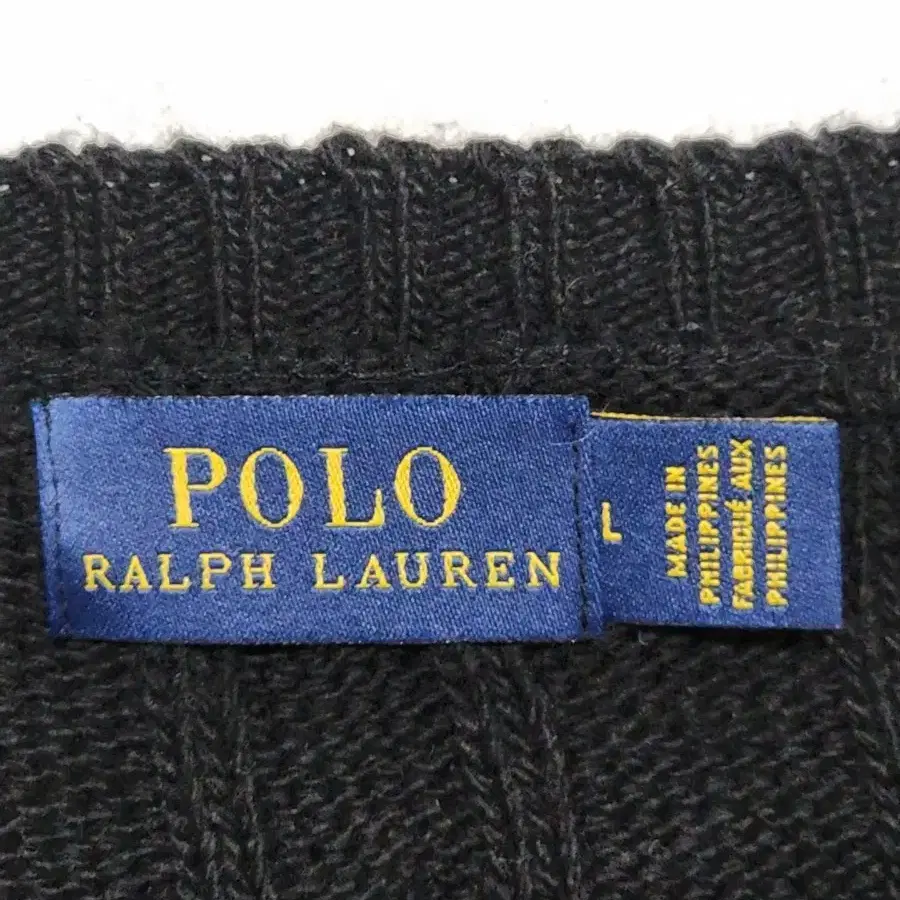 POLO
RALPH LAUREN
L
MADE IN
PHILIPPINES
FABRIQUÉ AUX
PHILIPPINES